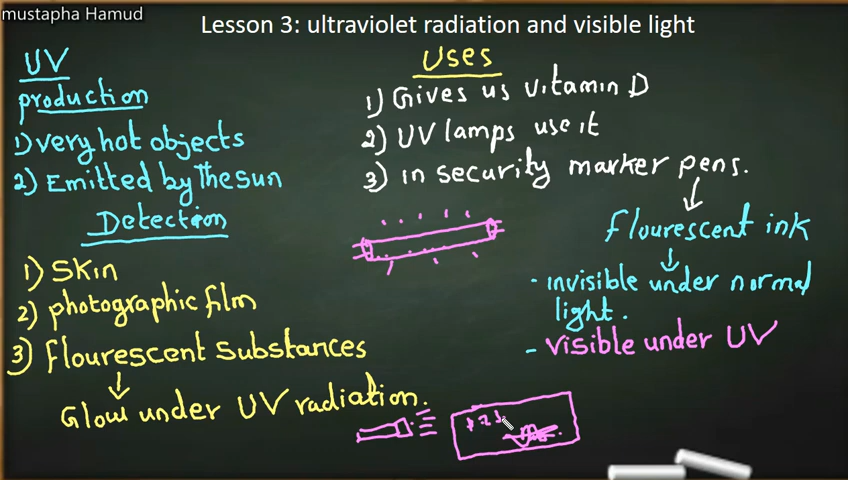 mustapha Hamud
Lesson 3: ultraviolet radiation and visible light
UV
production
1) very hot objects
2) Emitted by the sun
Detection
1) Skin
2) photographic film
3) flourescent substances
Glow under UV radiation.
Uses
1) Gives us vitamin D
2) UV lamps use it
3) in security marker pens.
flourescent ink
- invisible under normal
light.
- visible under UV